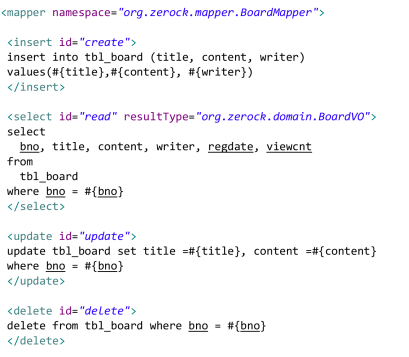 <mapper namespace="org.zerock.mapper.BoardMapper">
<insert id="create">
insert into tbl_board (title, content, writer)
values(#{title},#{content}, #{writer})
</insert>
<select id="read" resultType="org.zerock.domain.BoardVO">
select
bno, title, content, writer, regdate, viewcnt
from
tbl_board
where bno = #{bno}
</select>
<update id="update">
update tbl_board set title =#{title}, content =#{content}
where bno = #{bno}
</update>
<delete id="delete">
delete from tbl_board where bno = #{bno}
</delete>